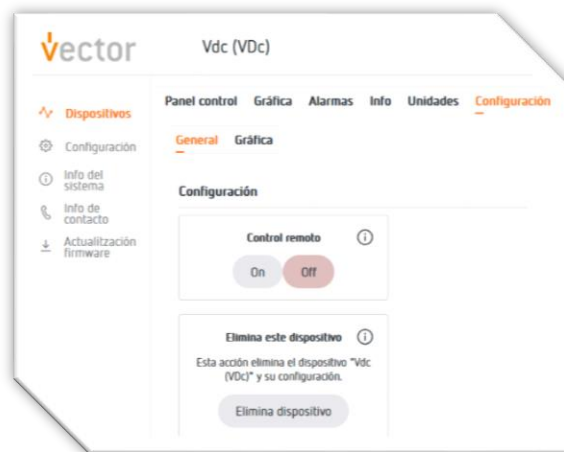 vector
Vdc (VDc)
Dispositivos
Configuración
Info del
sistema
Info de
contacto
Actualitzación
firmware
Panel control Gráfica Alarmas Info Unidades Configuración
General Gráfica
Configuración
Control remoto
On Off
Elimina este dispositivo
Esta acción elimina el dispositivo "Vdc
(VDc)" y su configuración.
Elimina dispositivo